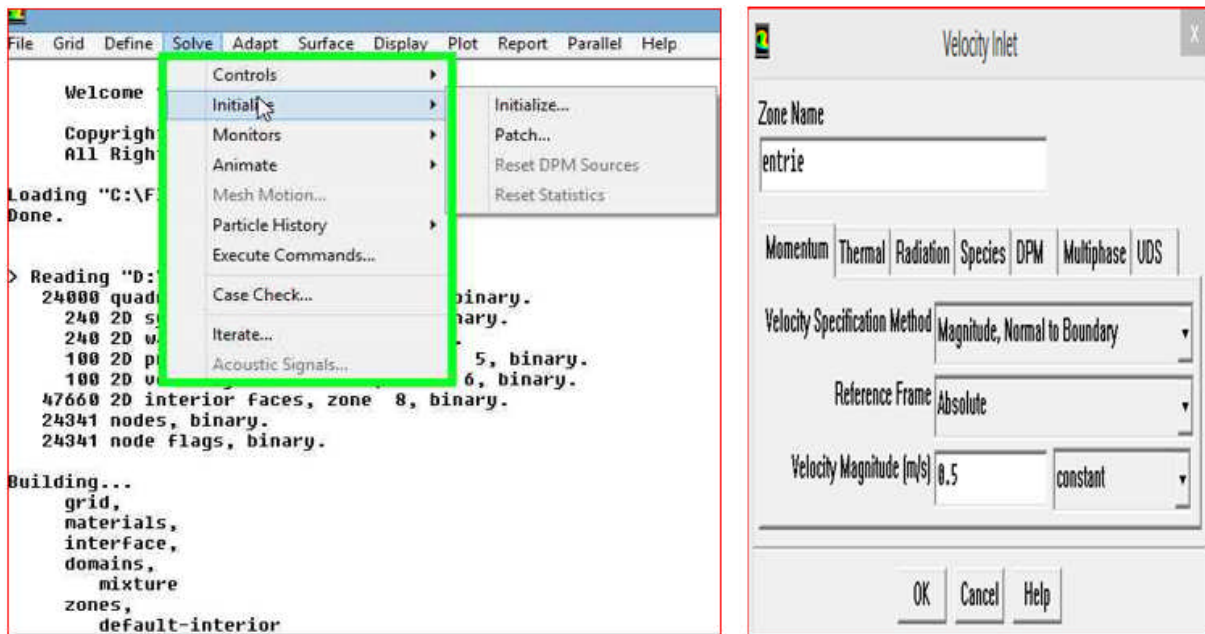 File Grid Define Solve Adapt Surface Display Plot Report Parallel Help
Controls
Welcome
Initialize
Initialize...
Copyrigh
Monitors
Patch...
All Righ
Animate
Reset DPM Sources
Loading "C:\F
Mesh Motion...
Reset Statistics
Done.
Particle History
Execute Commands...
> Reading "D:
24000 quad
Case Check...
binary.
240 2D s
nary.
240 2D w
Iterate...
100 2D p
5, binary.
Acoustic Signals...
100 2D
6, binary.
47660 2D interior faces, zone 8, binary.
24341 nodes, binary.
24341 node flags, binary.
Building...
grid,
materials,
interface,
domains,
mixture
zones,
default-interior
Velocity Inlet
x
Zone Name
entrie
Momentum Thermal Radiation Species DPM Multiphase UDS
Velocity Specification Method Magnitude, Normal to Boundary
Reference Frame Absolute
Velocity Magnitude (m/s) 0.5 constant
OK Cancel Help